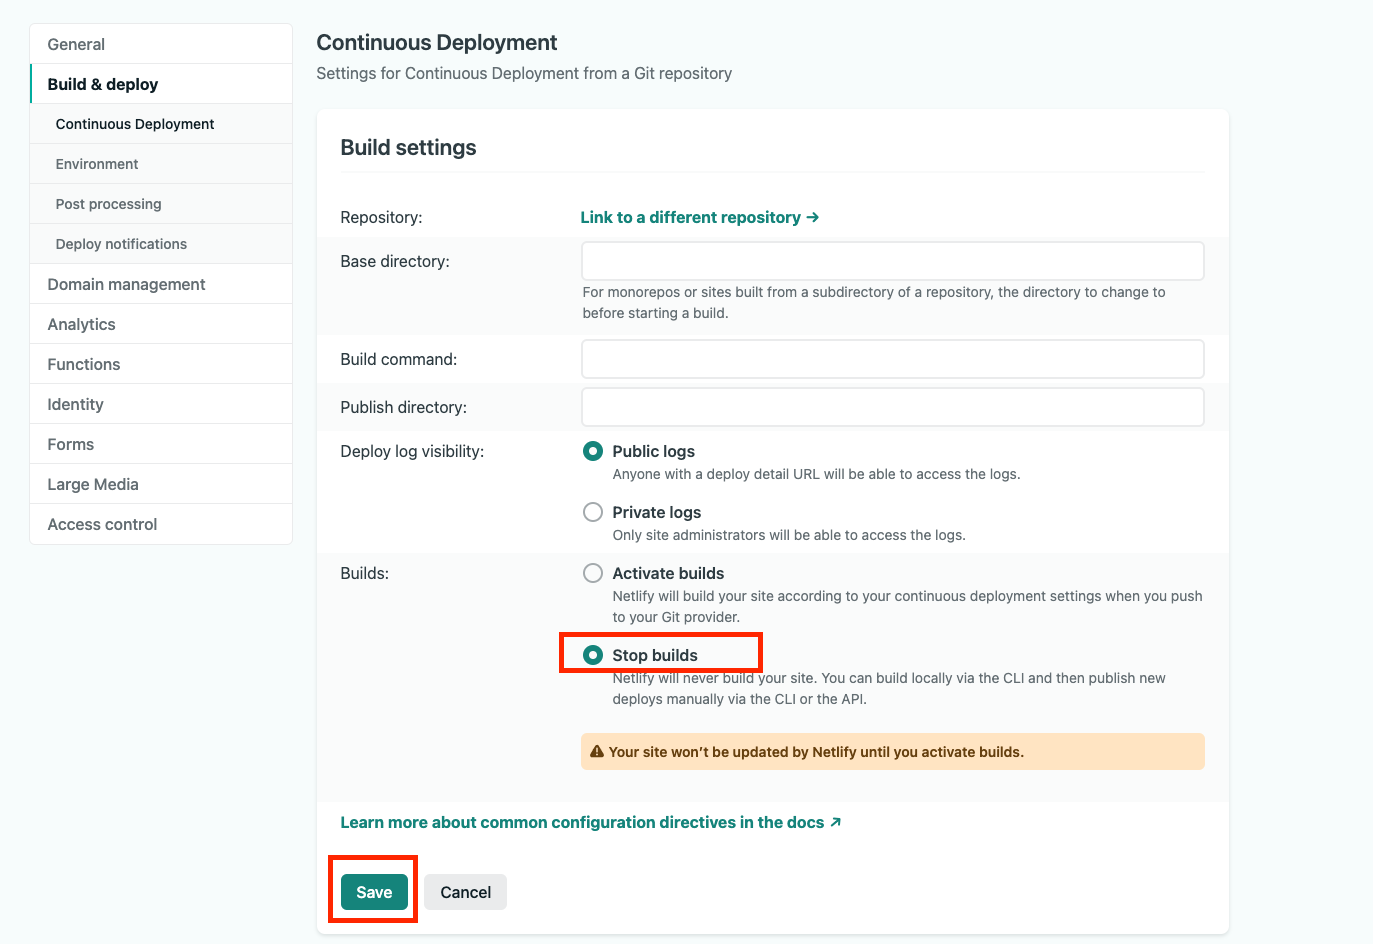 General
Build & deploy
Continuous Deployment
Environment
Post processing
Deploy notifications
Domain management
Analytics
Functions
Identity
Forms
Large Media
Access control
Continuous Deployment
Settings for Continuous Deployment from a Git repository
Build settings
Repository:
Link to a different repository →
Base directory:
For monorepos or sites built from a subdirectory of a repository, the directory to change to
before starting a build.
Build command:
Publish directory:
Deploy log visibility:
Public logs
Anyone with a deploy detail URL will be able to access the logs.
Private logs
Only site administrators will be able to access the logs.
Builds:
Activate builds
Netlify will build your site according to your continuous deployment settings when you push
to your Git provider.
Stop builds
Netlify will never build your site. You can build locally via the CLI and then publish new
deploys manually via the CLI or the API.
Your site won’t be updated by Netlify until you activate builds.
Learn more about common configuration directives in the docs ↗
Save
Cancel